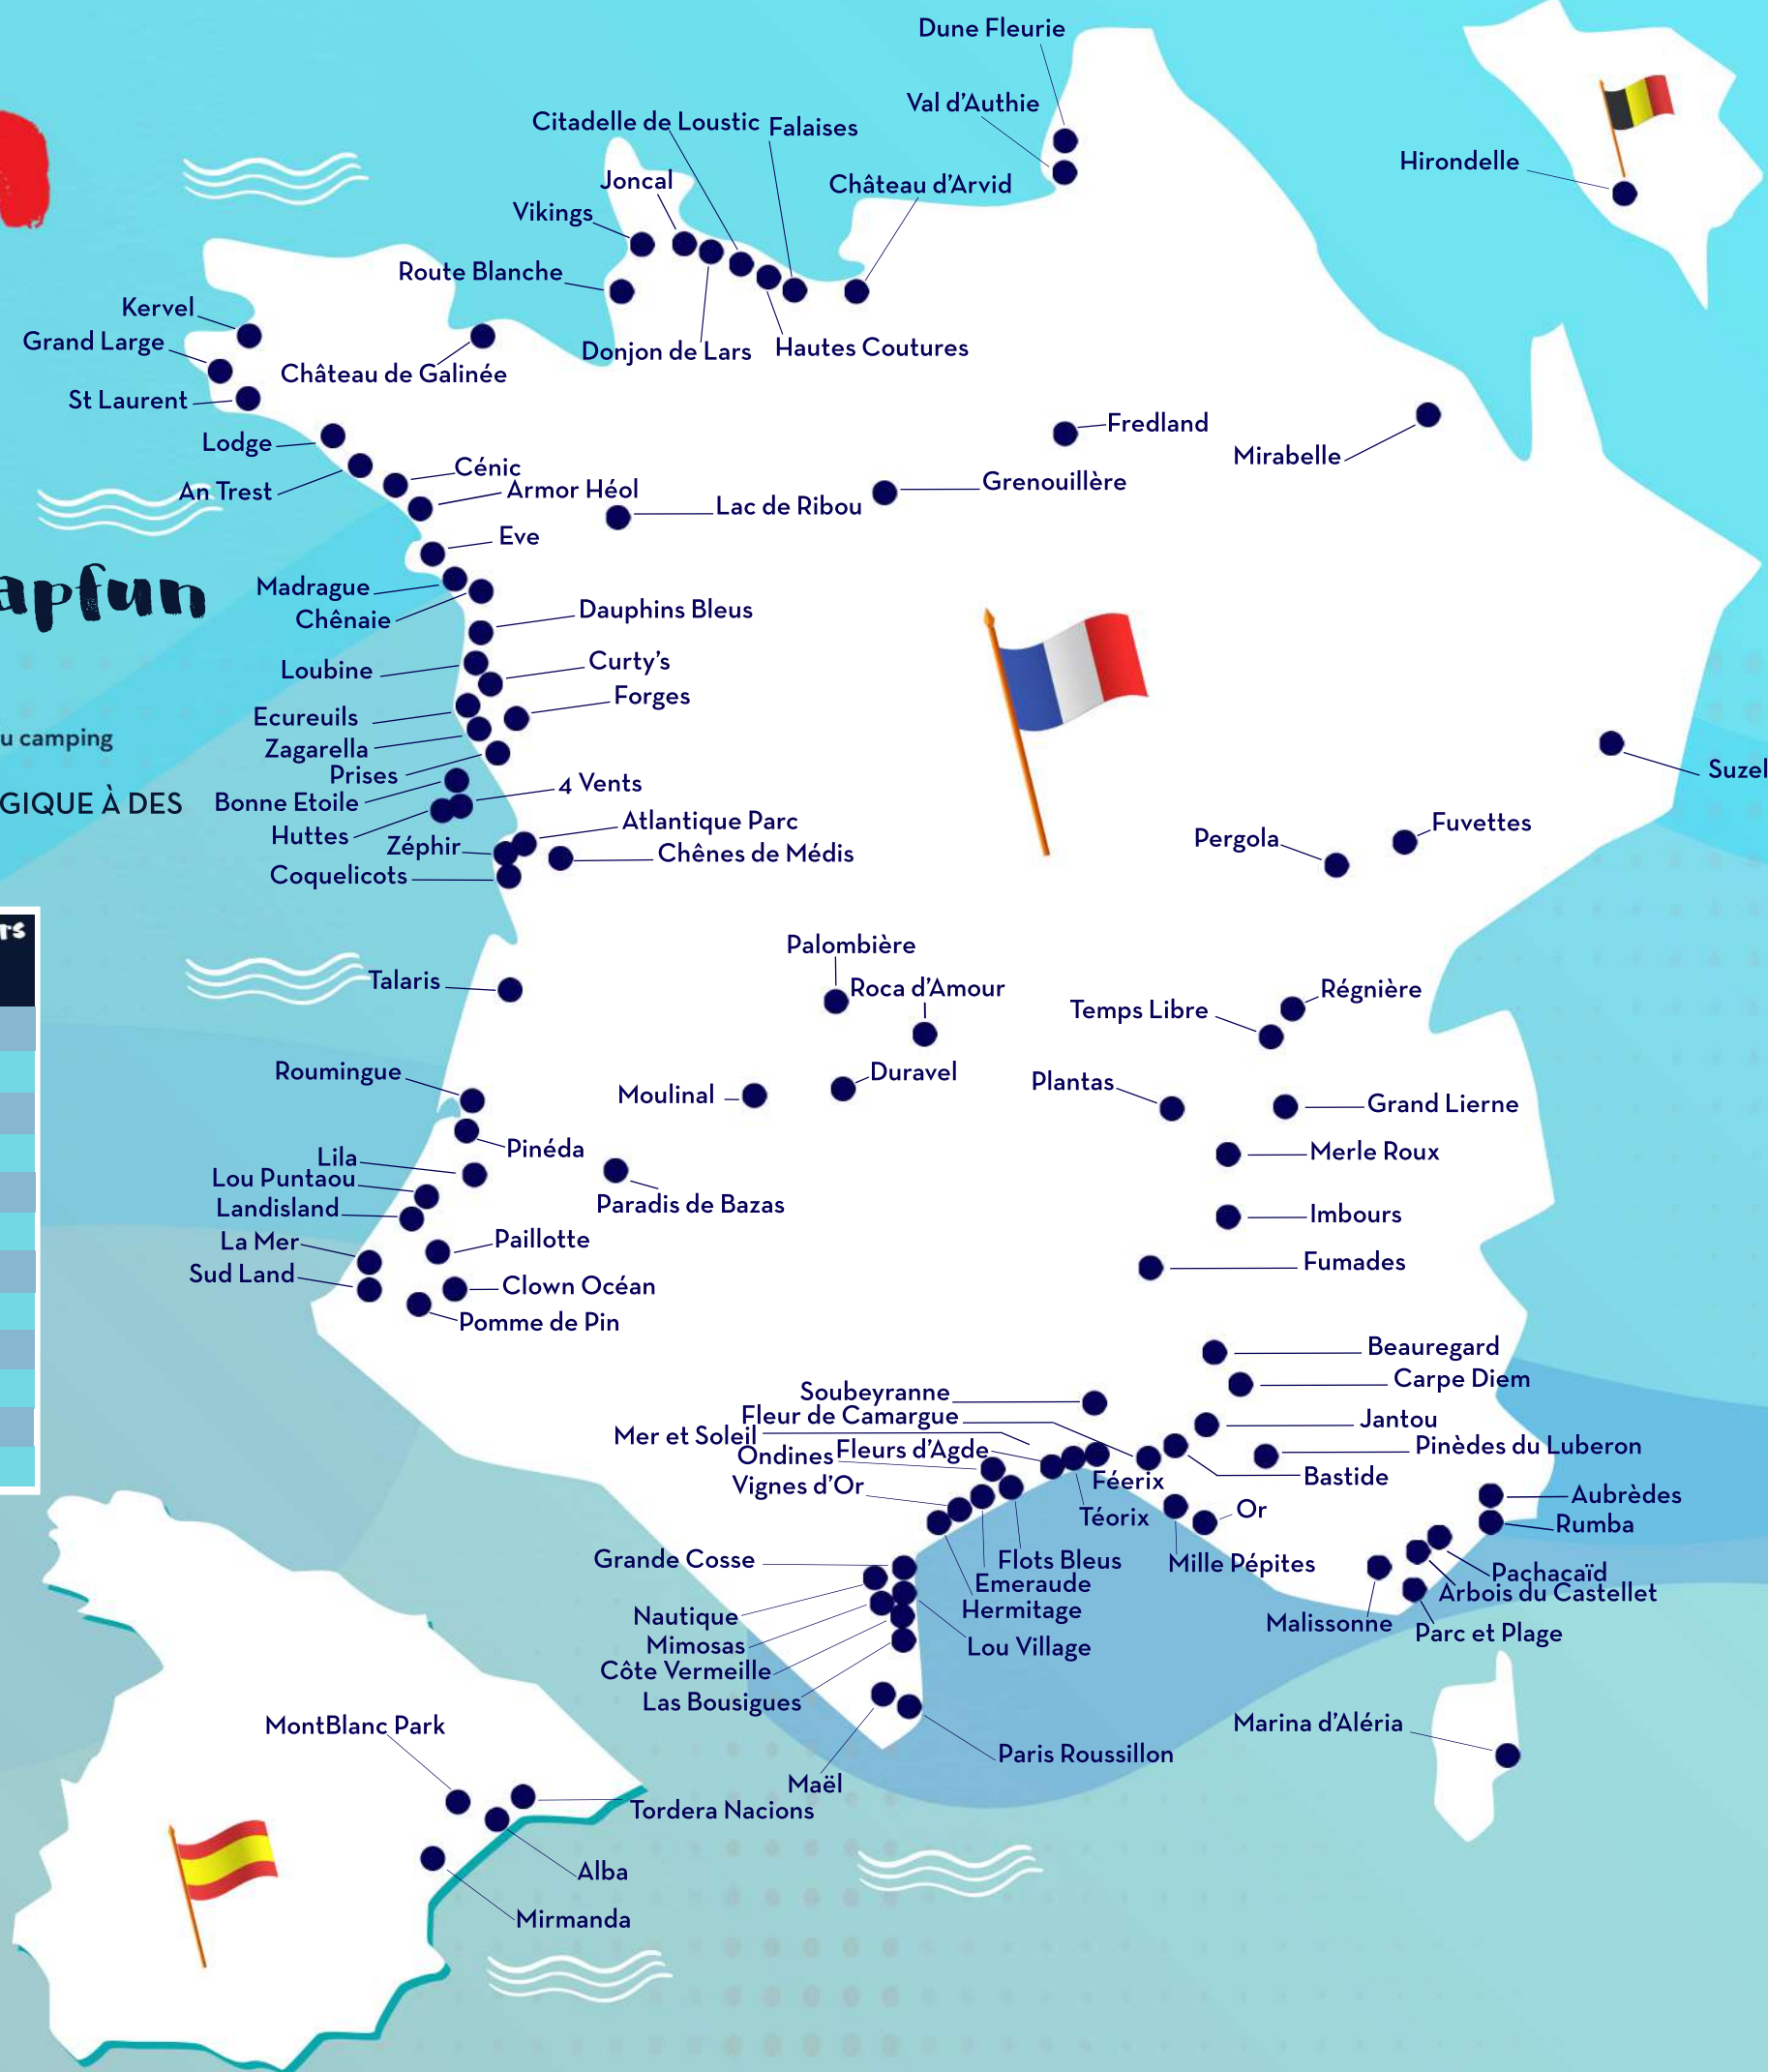 Dune Fleurie
Val d'Authie
Citadelle de Loustic
Falaises
Hirondelle
Joncal
Château d'Arvid
Vikings
Route Blanche
Kervel
Grand Large
Donjon de Lars
Hautes Coutures
Château de Galinée
St Laurent
Fredland
Lodge
Mirabelle
Cénic
An Trest
Armor Héol
Grenouillère
Lac de Ribou
Eve
apfun
Madrague
Dauphins Bleus
Chênaie
Loubine
Curty's
Forges
Ecureuils
u camping
Zagarella
Suzel
Prises
4 Vents
GIQUE À DES
Bonne Etoile
Atlantique Parc
Fuvettes
Huttes
Pergola
Zéphir
Chênes de Médis
Coquelicots
rs
Palombière
Talaris
Roca d'Amour
Régnière
Temps Libre
Roumingue
Duravel
Plantas
Moulinal
Grand Lierne
Pinéda
Merle Roux
Lila
Lou Puntaou
Paradis de Bazas
Landisland
Imbours
La Mer
Paillotte
Fumades
Sud Land
Clown Océan
Pomme de Pin
Beauregard
Carpe Diem
Soubeyranne
Fleur de Camargue
Jantou
Mer et Soleil
Fleurs d'Agde
Pinèdes du Luberon
Ondines
Bastide
Féerix
Vignes d'Or
Aubrèdes
Or
Téorix
Rumba
Grande Cosse
Flots Bleus
Mille Pépites
Pachacaïd
Emeraude
Arbois du Castellet
Hermitage
Nautique
Malissonne
Parc et Plage
Mimosas
Lou Village
Côte Vermeille
Las Bousigues
MontBlanc Park
Marina d'Aléria
Paris Roussillon
Maël
Tordera Nacions
Alba
Mirmanda